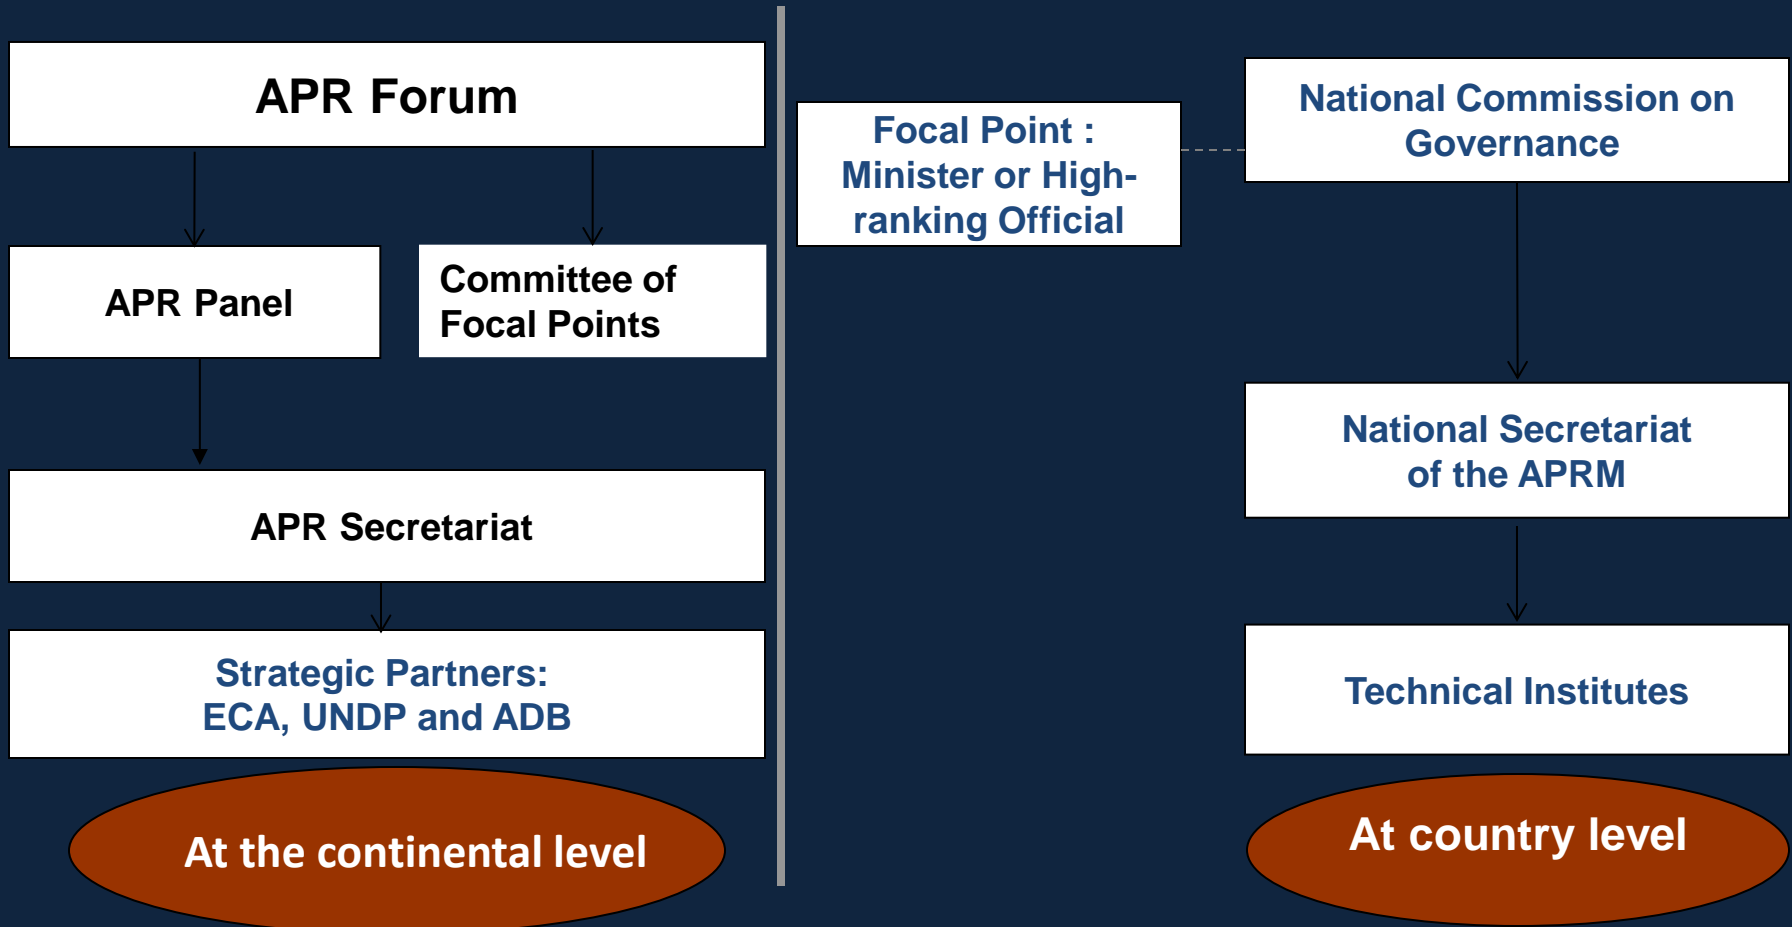 APR Forum
APR Panel
Committee of
Focal Points
APR Secretariat
Strategic Partners:
ECA, UNDP and ADB
At the continental level
Focal Point :
Minister or High-
ranking Official
National Commission on
Governance
National Secretariat
of the APRM
Technical Institutes
At country level